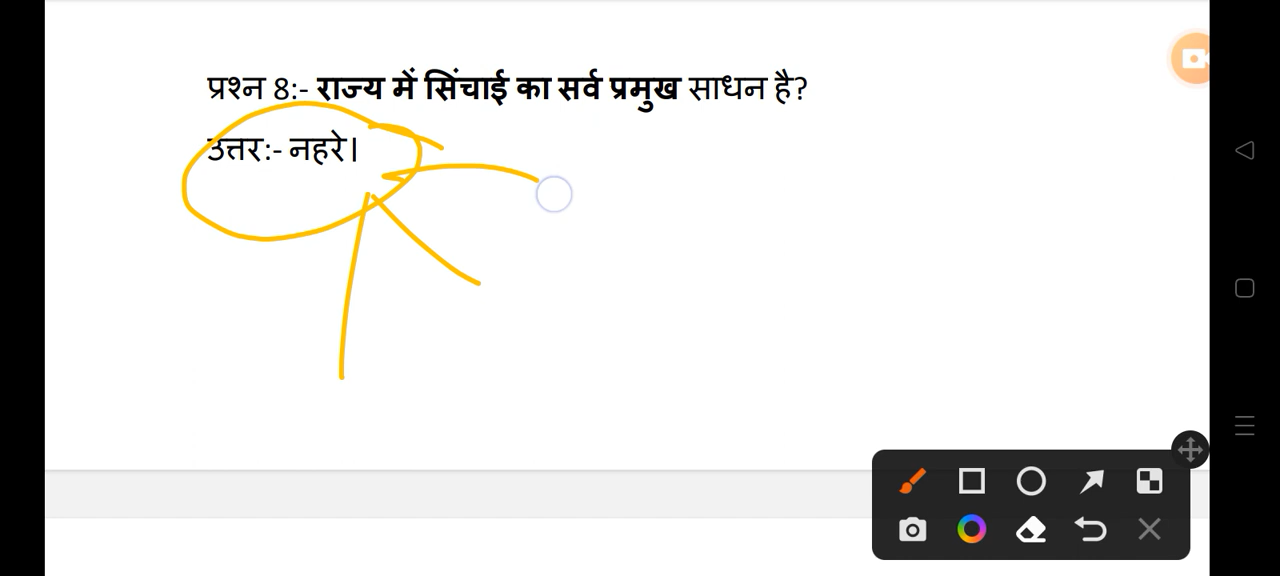 प्रश्न 8:- राज्य में सिंचाई का सर्व प्रमुख साधन है?
उत्तर:- नहरे।